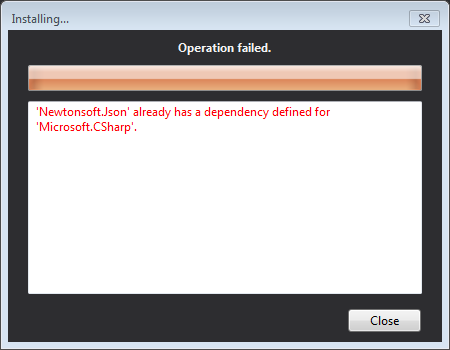 Installing...
Operation failed.
'Newtonsoft.Json' already has a dependency defined for
'Microsoft.CSharp'.
Close